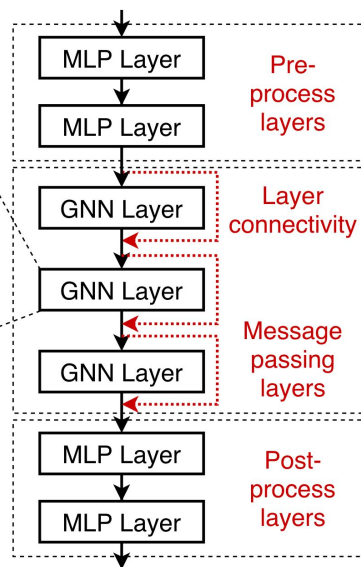 MLP Layer
Pre-
process
layers
MLP Layer
GNN Layer
Layer
connectivity
GNN Layer
Message
passing
layers
GNN Layer
MLP Layer
Post-
process
layers
MLP Layer